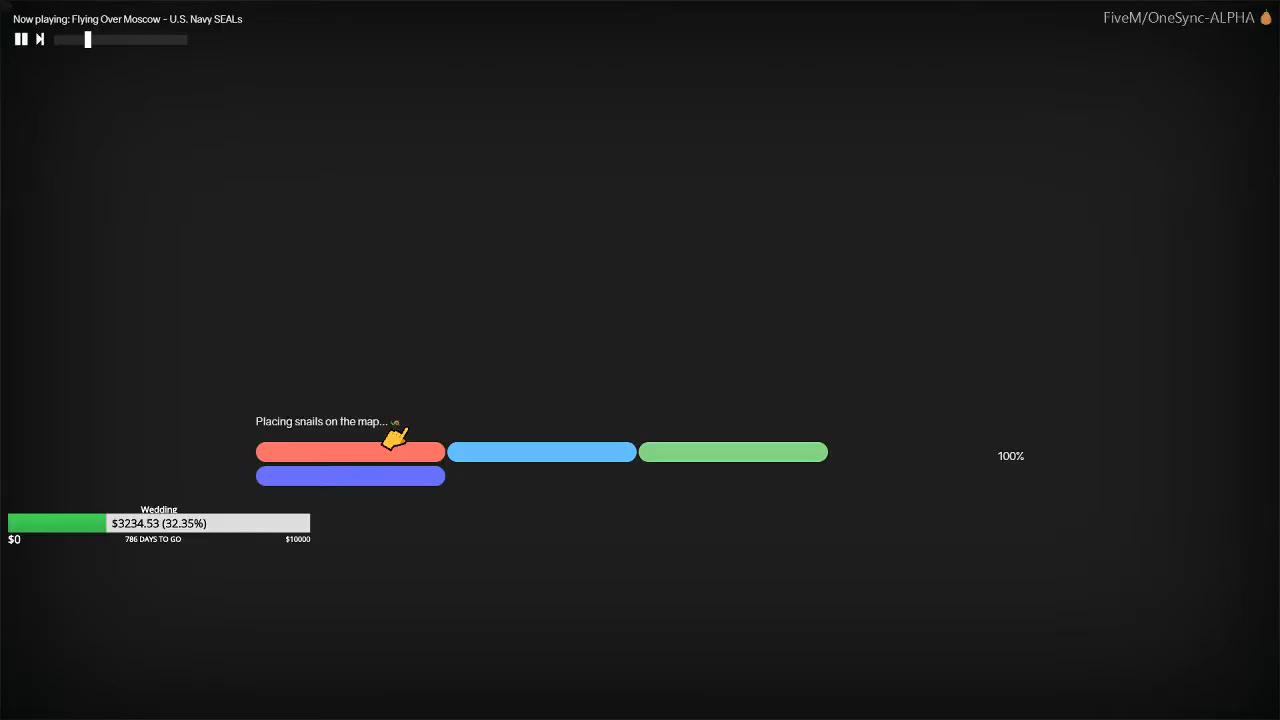 Now playing: Flying Over Moscow - U.S. Navy SEALs
FiveM/OneSync-ALPHA
Placing snails on the map...
100%
Wedding
$3234.53 (32.35%)
$0
786 DAYS TO GO
$10000